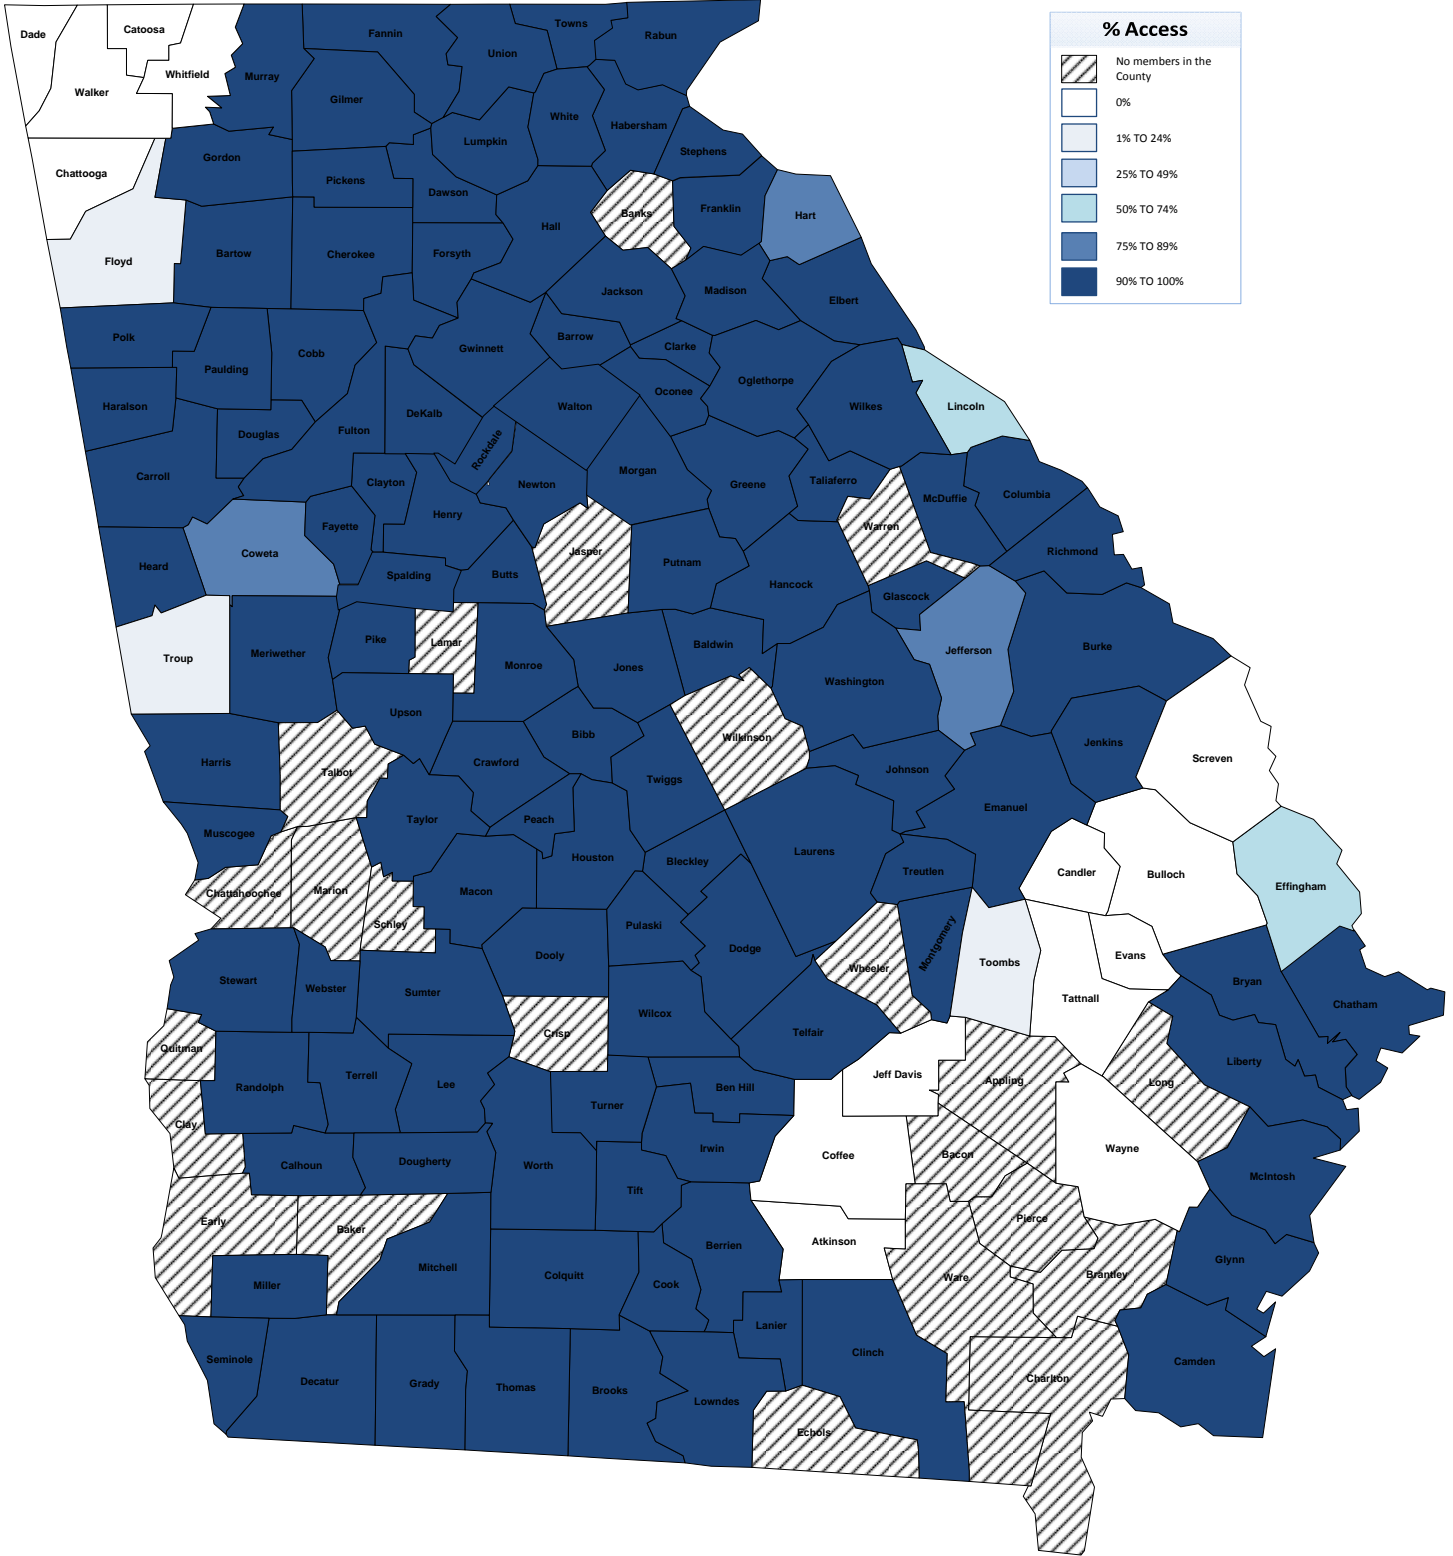 % Access
No members in the
County
0%
1% TO 24%
25% TO 49%
50% TO 74%
75% TO 89%
90% TO 100%
Dade
Catoosa
Fannin
Towns
Rabun
Union
Whitfield
Murray
Walker
Gilmer
White
Habersham
Lumpkin
Stephens
Gordon
Chattooga
Pickens
Dawson
Franklin
Banks
Hart
Hall
Floyd
Bartow
Cherokee
Forsyth
Jackson
Madison
Elbert
Polk
Barrow
Clarke
Gwinnett
Cobb
Paulding
Oglethorpe
Oconee
Haralson
Walton
Wilkes
Lincoln
DeKalb
Fulton
Douglas
Rockdale
Carroll
Morgan
Clayton
Newton
Greene
Taliaferro
Columbia
McDuffie
Henry
Fayette
Warren
Coweta
Jasper
Richmond
Heard
Putnam
Spalding
Butts
Hancock
Glascock
Pike
Lamar
Baldwin
Burke
Jefferson
Meriwether
Troup
Monroe
Jones
Washington
Upson
Bibb
Wilkinson
Jenkins
Screven
Harris
Crawford
Talbot
Johnson
Twiggs
Emanuel
Taylor
Peach
Muscogee
Laurens
Houston
Bleckley
Treutlen
Candler
Bulloch
Effingham
Chattahoochee
Marion
Macon
Schley
Pulaski
Montgomery
Dodge
Dooly
Evans
Toombs
Wheeler
Stewart
Webster
Sumter
Bryan
Tattnall
Chatham
Wilcox
Crisp
Telfair
Quitman
Liberty
Terrell
Jeff Davis
Appling
Long
Lee
Randolph
Ben Hill
Turner
Clay
Irwin
Wayne
Bacon
Coffee
Dougherty
Calhoun
Worth
McIntosh
Tift
Early
Pierce
Baker
Atkinson
Berrien
Glynn
Mitchell
Colquitt
Ware
Brantley
Miller
Cook
Lanier
Clinch
Seminole
Camden
Charlton
Decatur
Grady
Thomas
Brooks
Lowndes
Echols